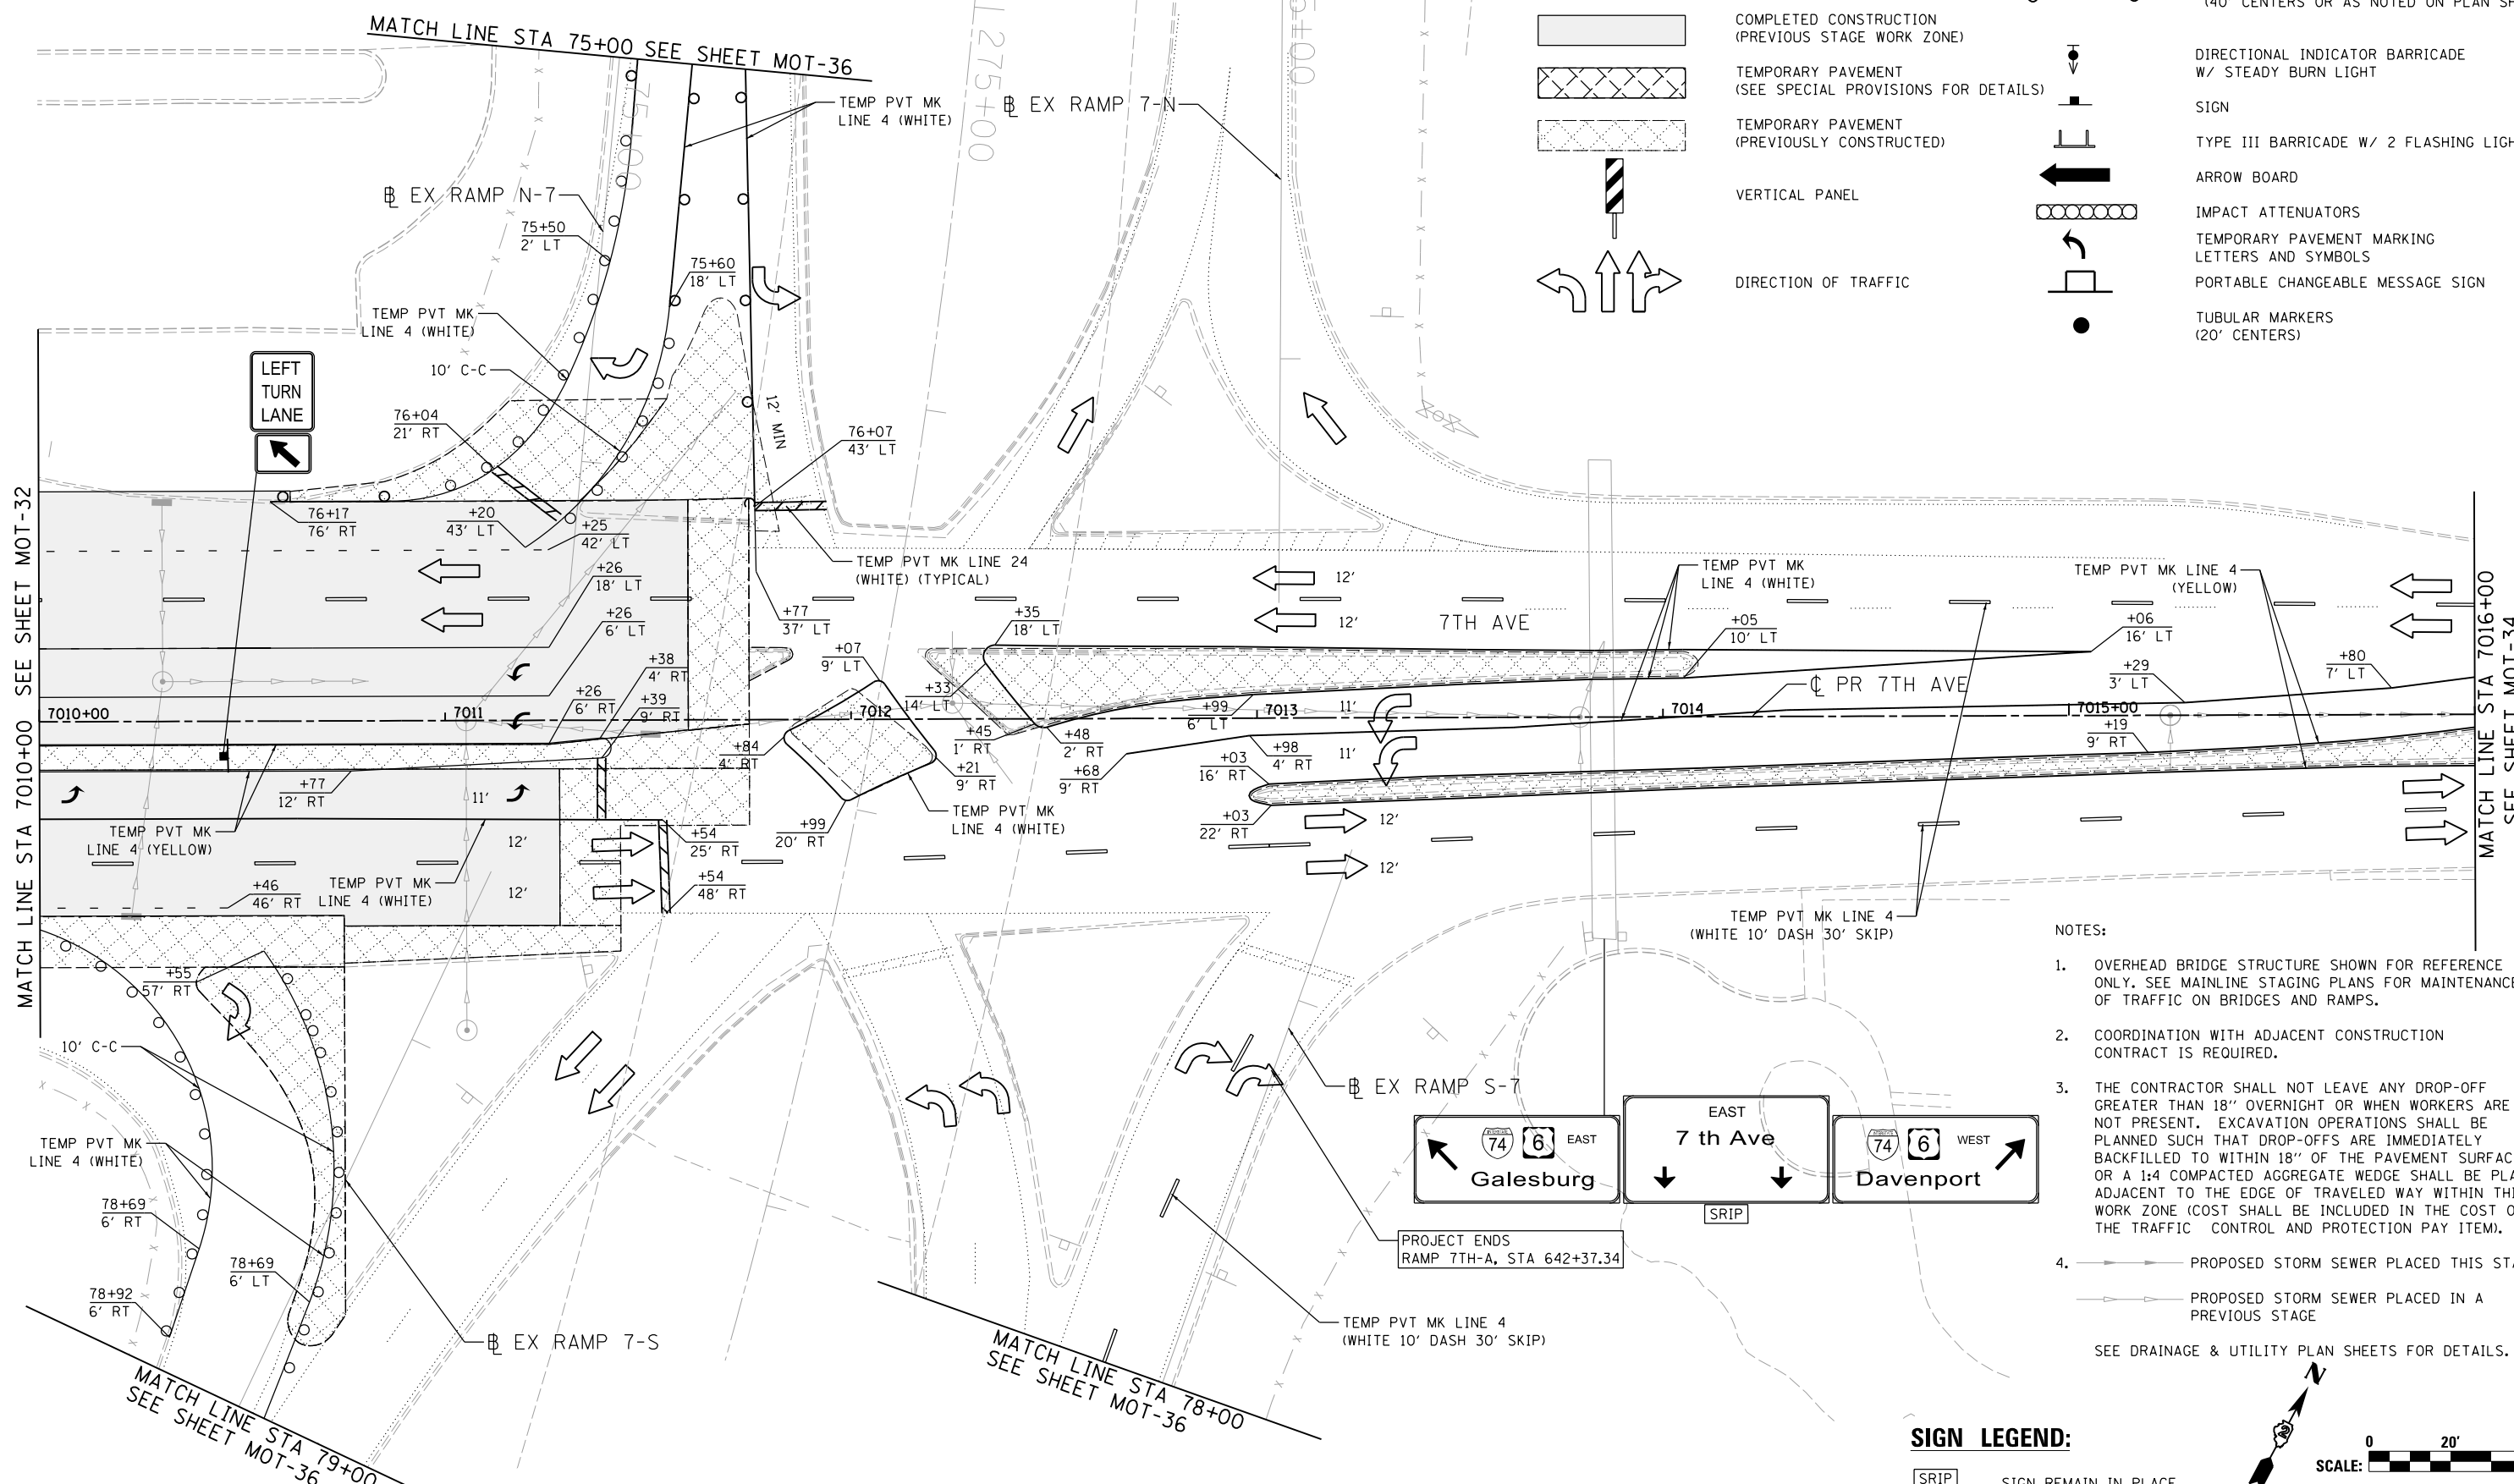 MATCH LINE STA 75+00 SEE SHEET MOT-36
275+00
75+00
TEMP PVT MK
LINE 4 (WHITE)
℄ EX RAMP 7-N
℄ EX RAMP N-7
75+50
2' LT
75+60
18' LT
TEMP PVT MK
LINE 4 (WHITE)
10' C-C
LEFT
TURN
LANE
76+04
21' RT
12' MIN
76+07
43' LT
76+17
76' RT
+20
43' LT
+25
42' LT
+26
18' LT
+26
6' LT
TEMP PVT MK LINE 24
(WHITE) (TYPICAL)
+77
37' LT
+38
4' RT
+26
6' RT
+39
9' RT
+07
9' LT
+35
18' LT
+33
14' LT
12'
12'
7TH AVE
TEMP PVT MK
LINE 4 (WHITE)
+05
10' LT
TEMP PVT MK LINE 4
(YELLOW)
+06
16' LT
+29
3' LT
+80
7' LT
℄ PR 7TH AVE
7010+00
7011
7012
7013
7014
7015+00
+99
6' LT
11'
11'
+84
4' RT
+45
1' RT
+48
2' RT
+68
9' RT
+98
4' RT
+03
16' RT
+19
9' RT
+21
9' RT
+77
12' RT
11'
TEMP PVT MK
LINE 4 (YELLOW)
TEMP PVT MK
LINE 4 (WHITE)
+99
20' RT
+03
22' RT
12'
12'
12'
12'
+54
25' RT
+54
48' RT
+46
46' RT
TEMP PVT MK
LINE 4 (WHITE)
TEMP PVT MK LINE 4
(WHITE 10' DASH 30' SKIP)
MATCH LINE STA 7010+00 SEE SHEET MOT-32
MATCH LINE STA 7016+00
SEE SHEET MOT-34
+55
57' RT
10' C-C
TEMP PVT MK
LINE 4 (WHITE)
78+69
6' RT
78+69
6' LT
78+92
6' RT
℄ EX RAMP 7-S
℄ EX RAMP S-7
INTERSTATE
74
6
EAST
Galesburg
EAST
7 th Ave
INTERSTATE
74
6
WEST
Davenport
SRIP
PROJECT ENDS
RAMP 7TH-A, STA 642+37.34
TEMP PVT MK LINE 4
(WHITE 10' DASH 30' SKIP)
MATCH LINE STA 79+00
SEE SHEET MOT-36
MATCH LINE STA 78+00
SEE SHEET MOT-36
(40' CENTERS OR AS NOTED ON PLAN
COMPLETED CONSTRUCTION
(PREVIOUS STAGE WORK ZONE)
TEMPORARY PAVEMENT
(SEE SPECIAL PROVISIONS FOR DETAILS)
TEMPORARY PAVEMENT
(PREVIOUSLY CONSTRUCTED)
VERTICAL PANEL
DIRECTION OF TRAFFIC
DIRECTIONAL INDICATOR BARRICADE
W/ STEADY BURN LIGHT
SIGN
TYPE III BARRICADE W/ 2 FLASHING
ARROW BOARD
IMPACT ATTENUATORS
TEMPORARY PAVEMENT MARKING
LETTERS AND SYMBOLS
PORTABLE CHANGEABLE MESSAGE SIGN
TUBULAR MARKERS
(20' CENTERS)
NOTES:
1. OVERHEAD BRIDGE STRUCTURE SHOWN FOR REFERENCE
ONLY. SEE MAINLINE STAGING PLANS FOR MAINTENANCE
OF TRAFFIC ON BRIDGES AND RAMPS.
2. COORDINATION WITH ADJACENT CONSTRUCTION
CONTRACT IS REQUIRED.
3. THE CONTRACTOR SHALL NOT LEAVE ANY DROP-OFF
GREATER THAN 18" OVERNIGHT OR WHEN WORKERS ARE
NOT PRESENT. EXCAVATION OPERATIONS SHALL BE
PLANNED SUCH THAT DROP-OFFS ARE IMMEDIATELY
BACKFILLED TO WITHIN 18" OF THE PAVEMENT
OR A 1:4 COMPACTED AGGREGATE WEDGE SHALL BE
ADJACENT TO THE EDGE OF TRAVELED WAY WITHIN
WORK ZONE (COST SHALL BE INCLUDED IN THE COST
THE TRAFFIC CONTROL AND PROTECTION PAY ITEM).
4. PROPOSED STORM SEWER PLACED THIS
PROPOSED STORM SEWER PLACED IN A
PREVIOUS STAGE
SEE DRAINAGE & UTILITY PLAN SHEETS FOR DETAILS.
N
2
SIGN LEGEND:
SRIP
SIGN REMAIN IN PLACE
SCALE:
0
20'